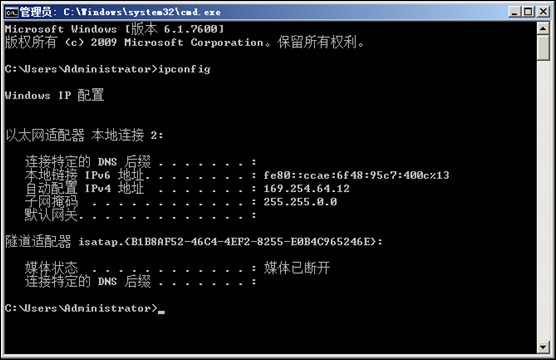 管理员: C:\Windows\system32\cmd.exe
Microsoft Windows [版本 6.1.7600]
版权所有 (c) 2009 Microsoft Corporation。保留所有权利。
C:\Users\Administrator>ipconfig
Windows IP 配置
以太网适配器 本地连接 2:
连接特定的 DNS 后缀 . . . . . . . :
本地链接 IPv6 地址. . . . . . . . : fe80::ccae:6f48:95c7:400c%13
自动配置 IPv4 地址  . . . . . . . : 169.254.64.12
子网掩码  . . . . . . . . . . . . : 255.255.0.0
默认网关. . . . . . . . . . . . . :
隧道适配器 isatap.{B1B8AF52-46C4-4EF2-8255-E0B4C965246E}:
媒体状态  . . . . . . . . . . . . : 媒体已断开
连接特定的 DNS 后缀 . . . . . . . :
C:\Users\Administrator>_